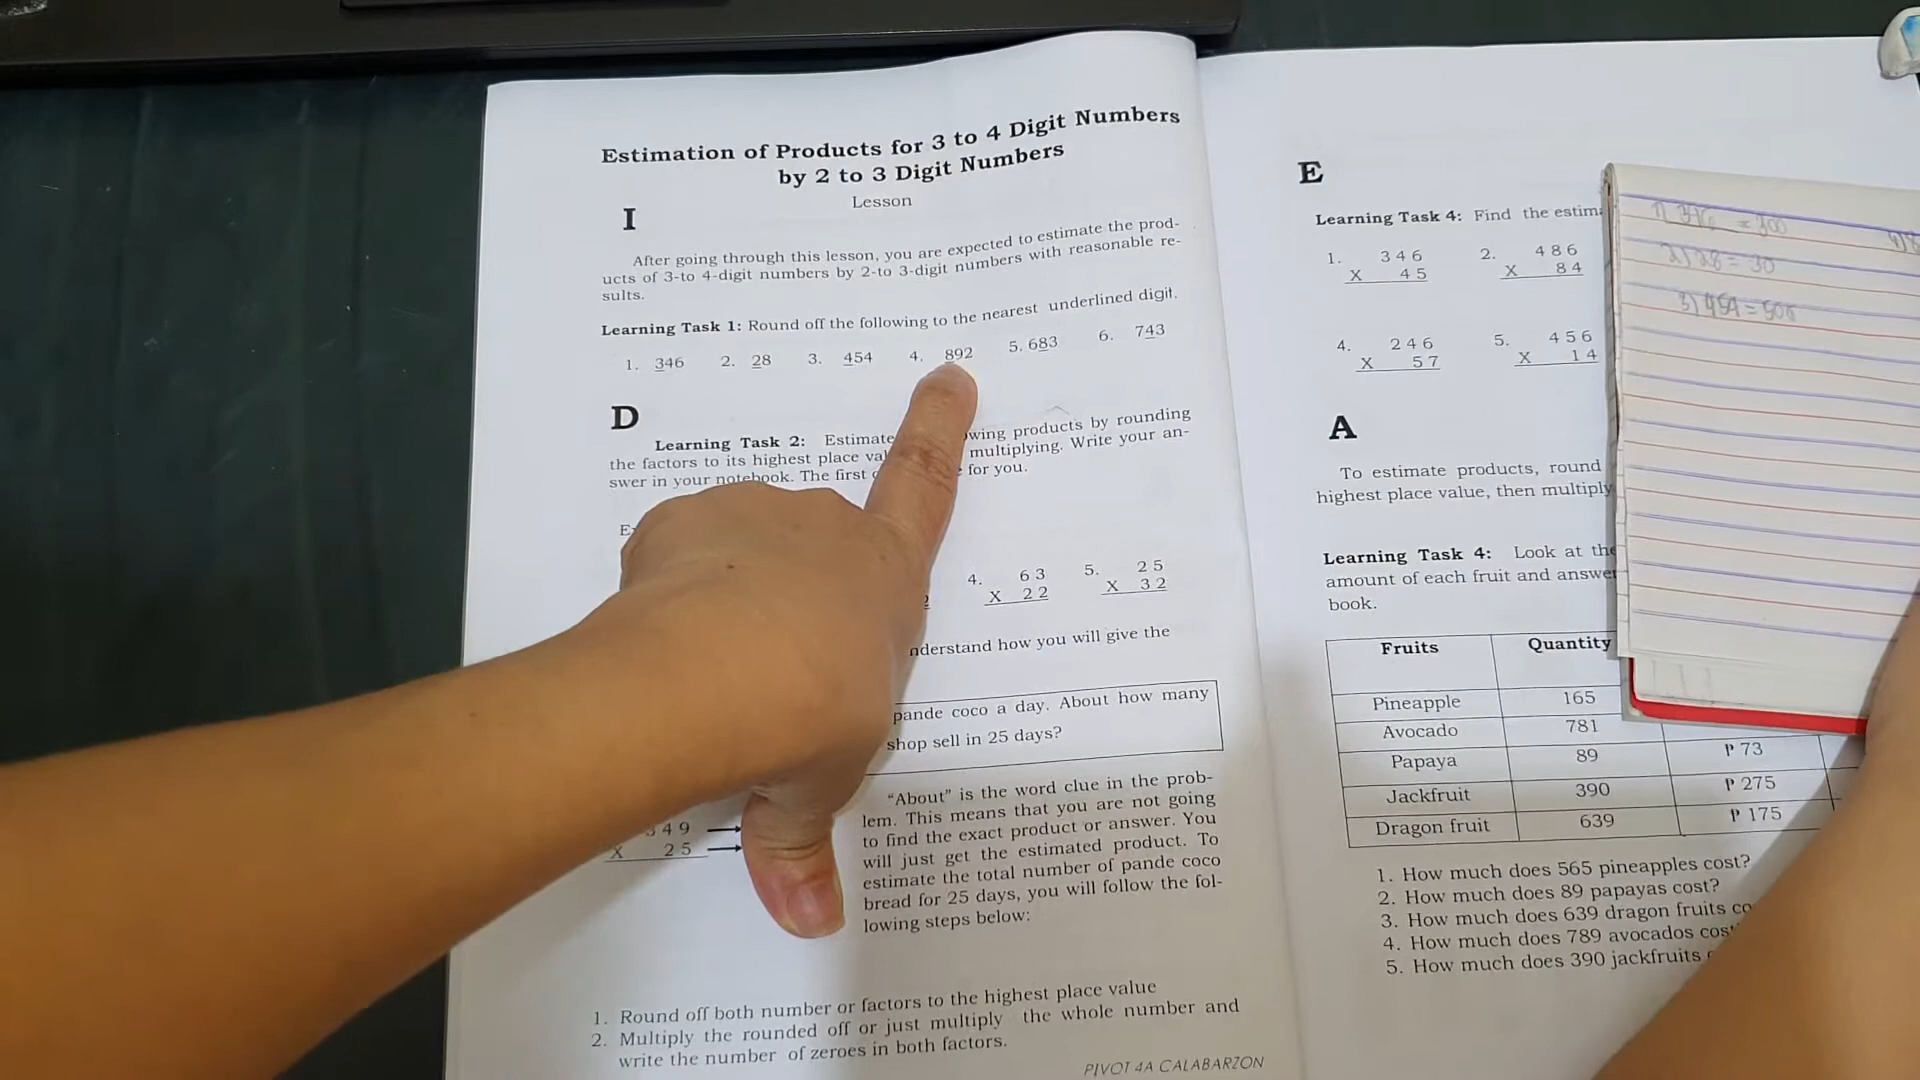 Estimation of Products for 3 to 4 Digit Numbers
by 2 to 3 Digit Numbers
Lesson
I
After going through this lesson, you are expected to estimate the prod-
ucts of 3-to 4-digit numbers by 2-to 3-digit numbers with reasonable re-
sults.
Learning Task 1: Round off the following to the nearest underlined digit.
1. 346 2. 28 3. 454 4. 892 5. 683 6. 743
D
Learning Task 2: Estimate wing products by rounding
the factors to its highest place multiplying. Write your an-
swer in your notebook. The first for you.
4. 63 5. 25
X 22 X 32
how you will give the
pande coco a day. About how many
shop sell in 25 days?
"About" is the word clue in the prob-
lem. This means that you are not going
to find the exact product or answer. You
will just get the estimated product. To
estimate the total number of pande coco
bread for 25 days, you will follow the fol-
lowing steps below:
349
X 25
1. Round off both number or factors to the highest place value
2. Multiply the rounded off or just multiply the whole number and
write the number of zeroes in both factors.
PIVOT 4A CALABARZON
E
Learning Task 4: Find the
1. 346 2. 486
X 45 X 84
4. 246 5. 456
X 57 X 14
A
To estimate products, round
highest place value, then multiply
Learning Task 4: Look at the
amount of each fruit and
book.
Fruits Quantity
Pineapple 165
Avocado 781
Papaya 89 ₱ 73
Jackfruit 390 ₱ 275
Dragon fruit 639 ₱ 175
1. How much does 565 pineapples cost?
2. How much does 89 papayas cost?
3. How much does 639 dragon fruits
4. How much does 789 avocados
5. How much does 390 jackfruits
1) 346 = 300
2) 28 = 30
3) 454 = 500